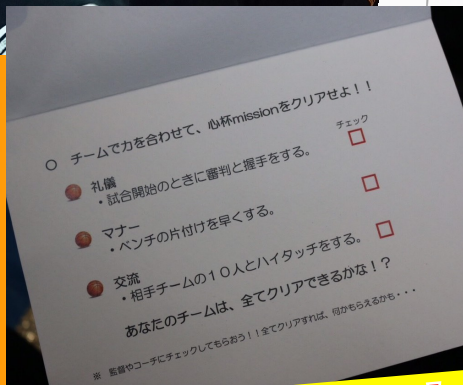 ○ チームで力を合わせて、心杯missionをクリアせよ！！
チェック
礼儀
・試合開始のときに審判と握手をする。 □
マナー
・ベンチの片付けを早くする。 □
交流
・相手チームの１０人とハイタッチをする。 □
あなたのチームは、全てクリアできるかな！？
※ 監督やコーチにチェックしてもらおう！！全てクリアすれば、何かもらえるかも・・・